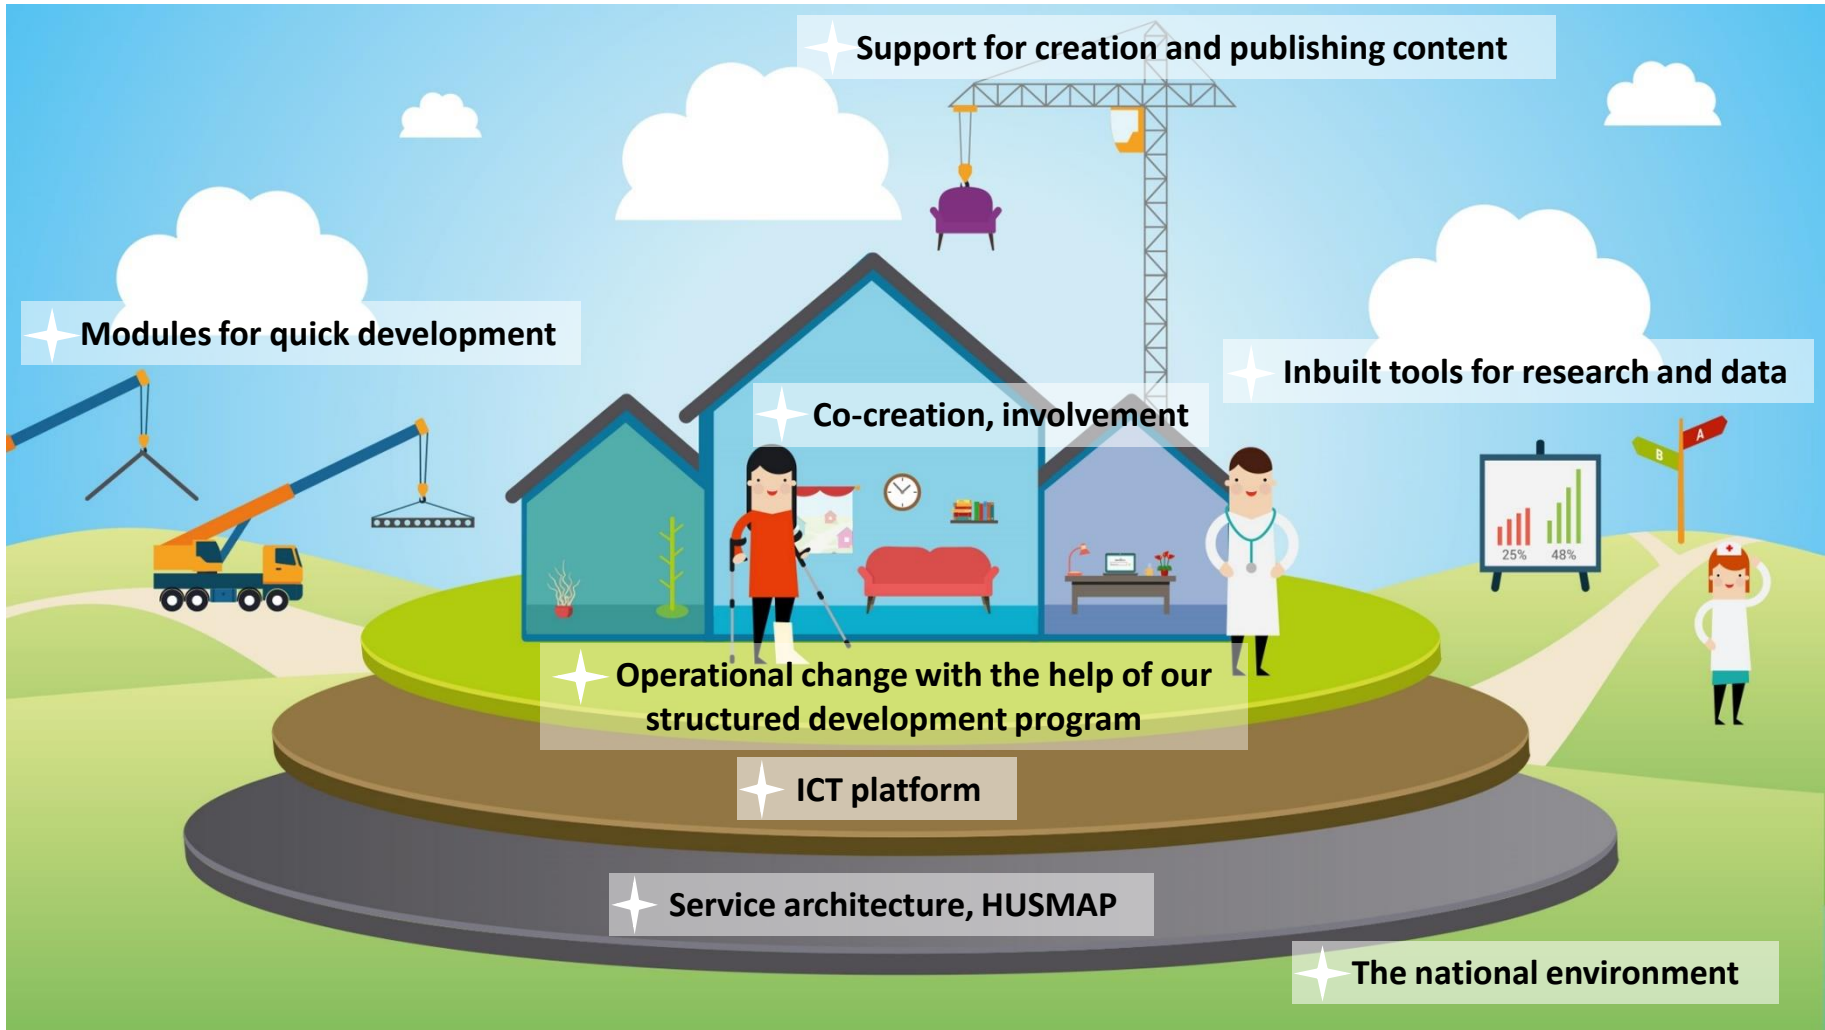 Support for creation and publishing content
Modules for quick development
Inbuilt tools for research and data
Co-creation, involvement
A
B
25% 48%
Operational change with the help of our
structured development program
ICT platform
Service architecture, HUSMAP
The national environment